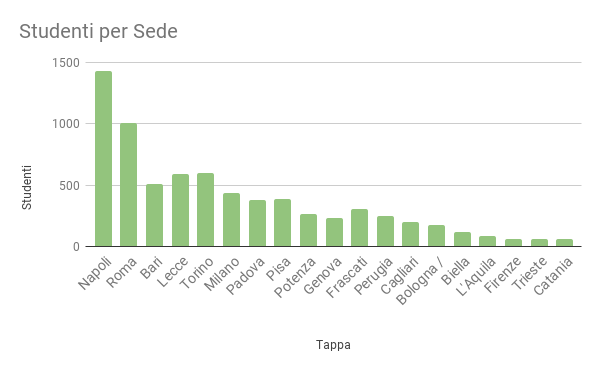 Studenti per Sede
1500
1000
500
0
Studenti
Napoli
Roma
Bari
Lecce
Torino
Milano
Padova
Pisa
Potenza
Genova
Frascati
Perugia
Cagliari
Bologna /
Biella
L'Aquila
Firenze
Trieste
Catania
Tappa